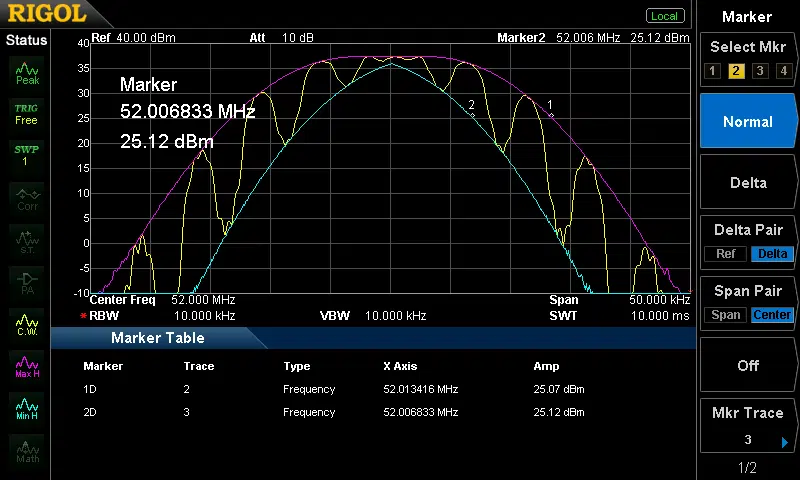 RIGOL
Local
Marker
Status
Ref 40.00 dBm Att 10 dB Marker2 52.006 MHz 25.12 dBm
Select Mkr
1 2 3 4
Peak
TRIG
Free
SWP
1
Corr
S.T.
PA
C.W.
Max H
Min H
Math
40
35
30
25
20
15
10
5
0
-5
-10
Marker
52.006833 MHz
25.12 dBm
2
1
Center Freq 52.000 MHz Span 50.000 kHz
*RBW 10.000 kHz VBW 10.000 kHz SWT 10.000 ms
Marker Table
Marker Trace Type X Axis Amp
1D 2 Frequency 52.013416 MHz 25.07 dBm
2D 3 Frequency 52.006833 MHz 25.12 dBm
Normal
Delta
Delta Pair
Ref Delta
Span Pair
Span Center
Off
Mkr Trace
3
1/2